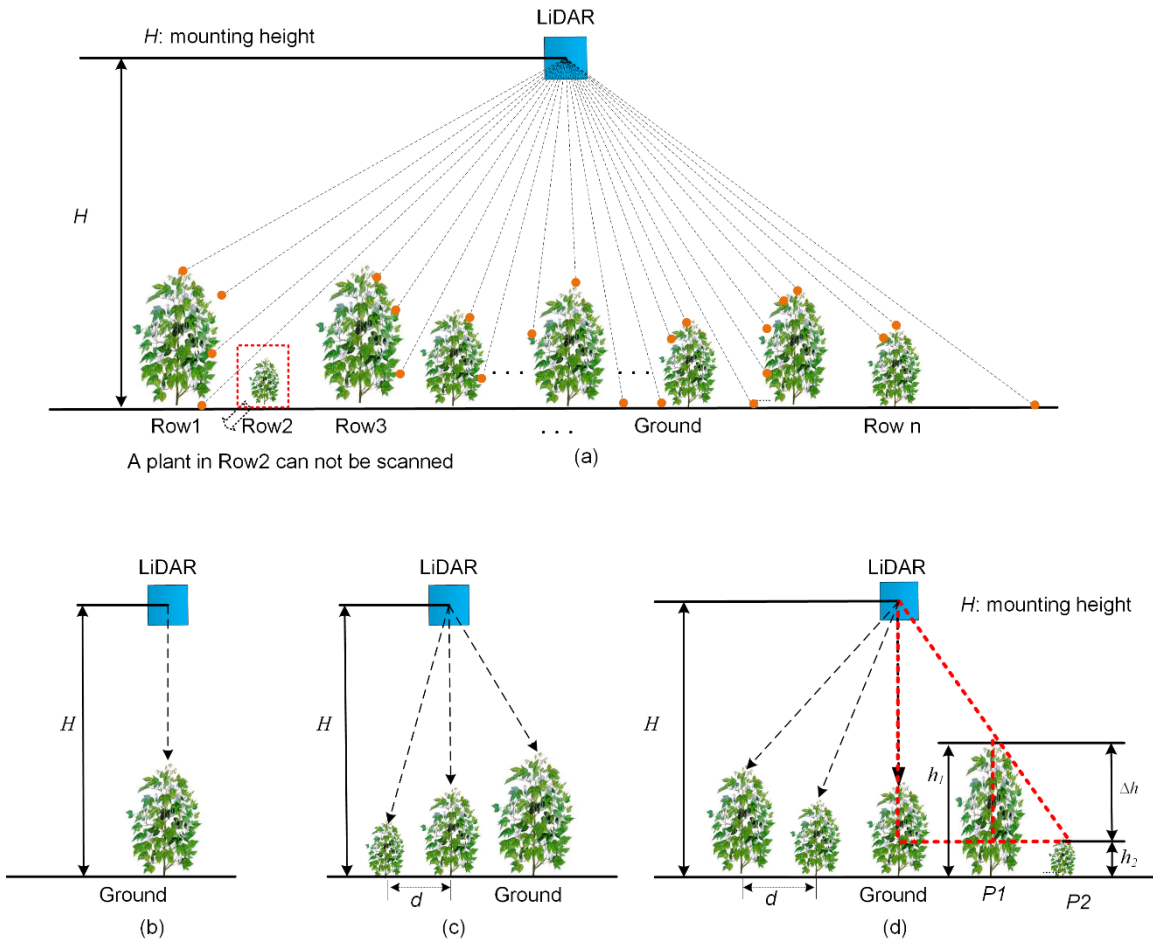 LiDAR
H: mounting height
H
. . .
. . .
Row1
Row2
Row3
. . .
Ground
Row n
A plant in Row2 can not be scanned
(a)
LiDAR
H
Ground
(b)
LiDAR
H
d
Ground
(c)
LiDAR
H: mounting height
H
h1
Δh
h2
d
Ground
P1
P2
(d)